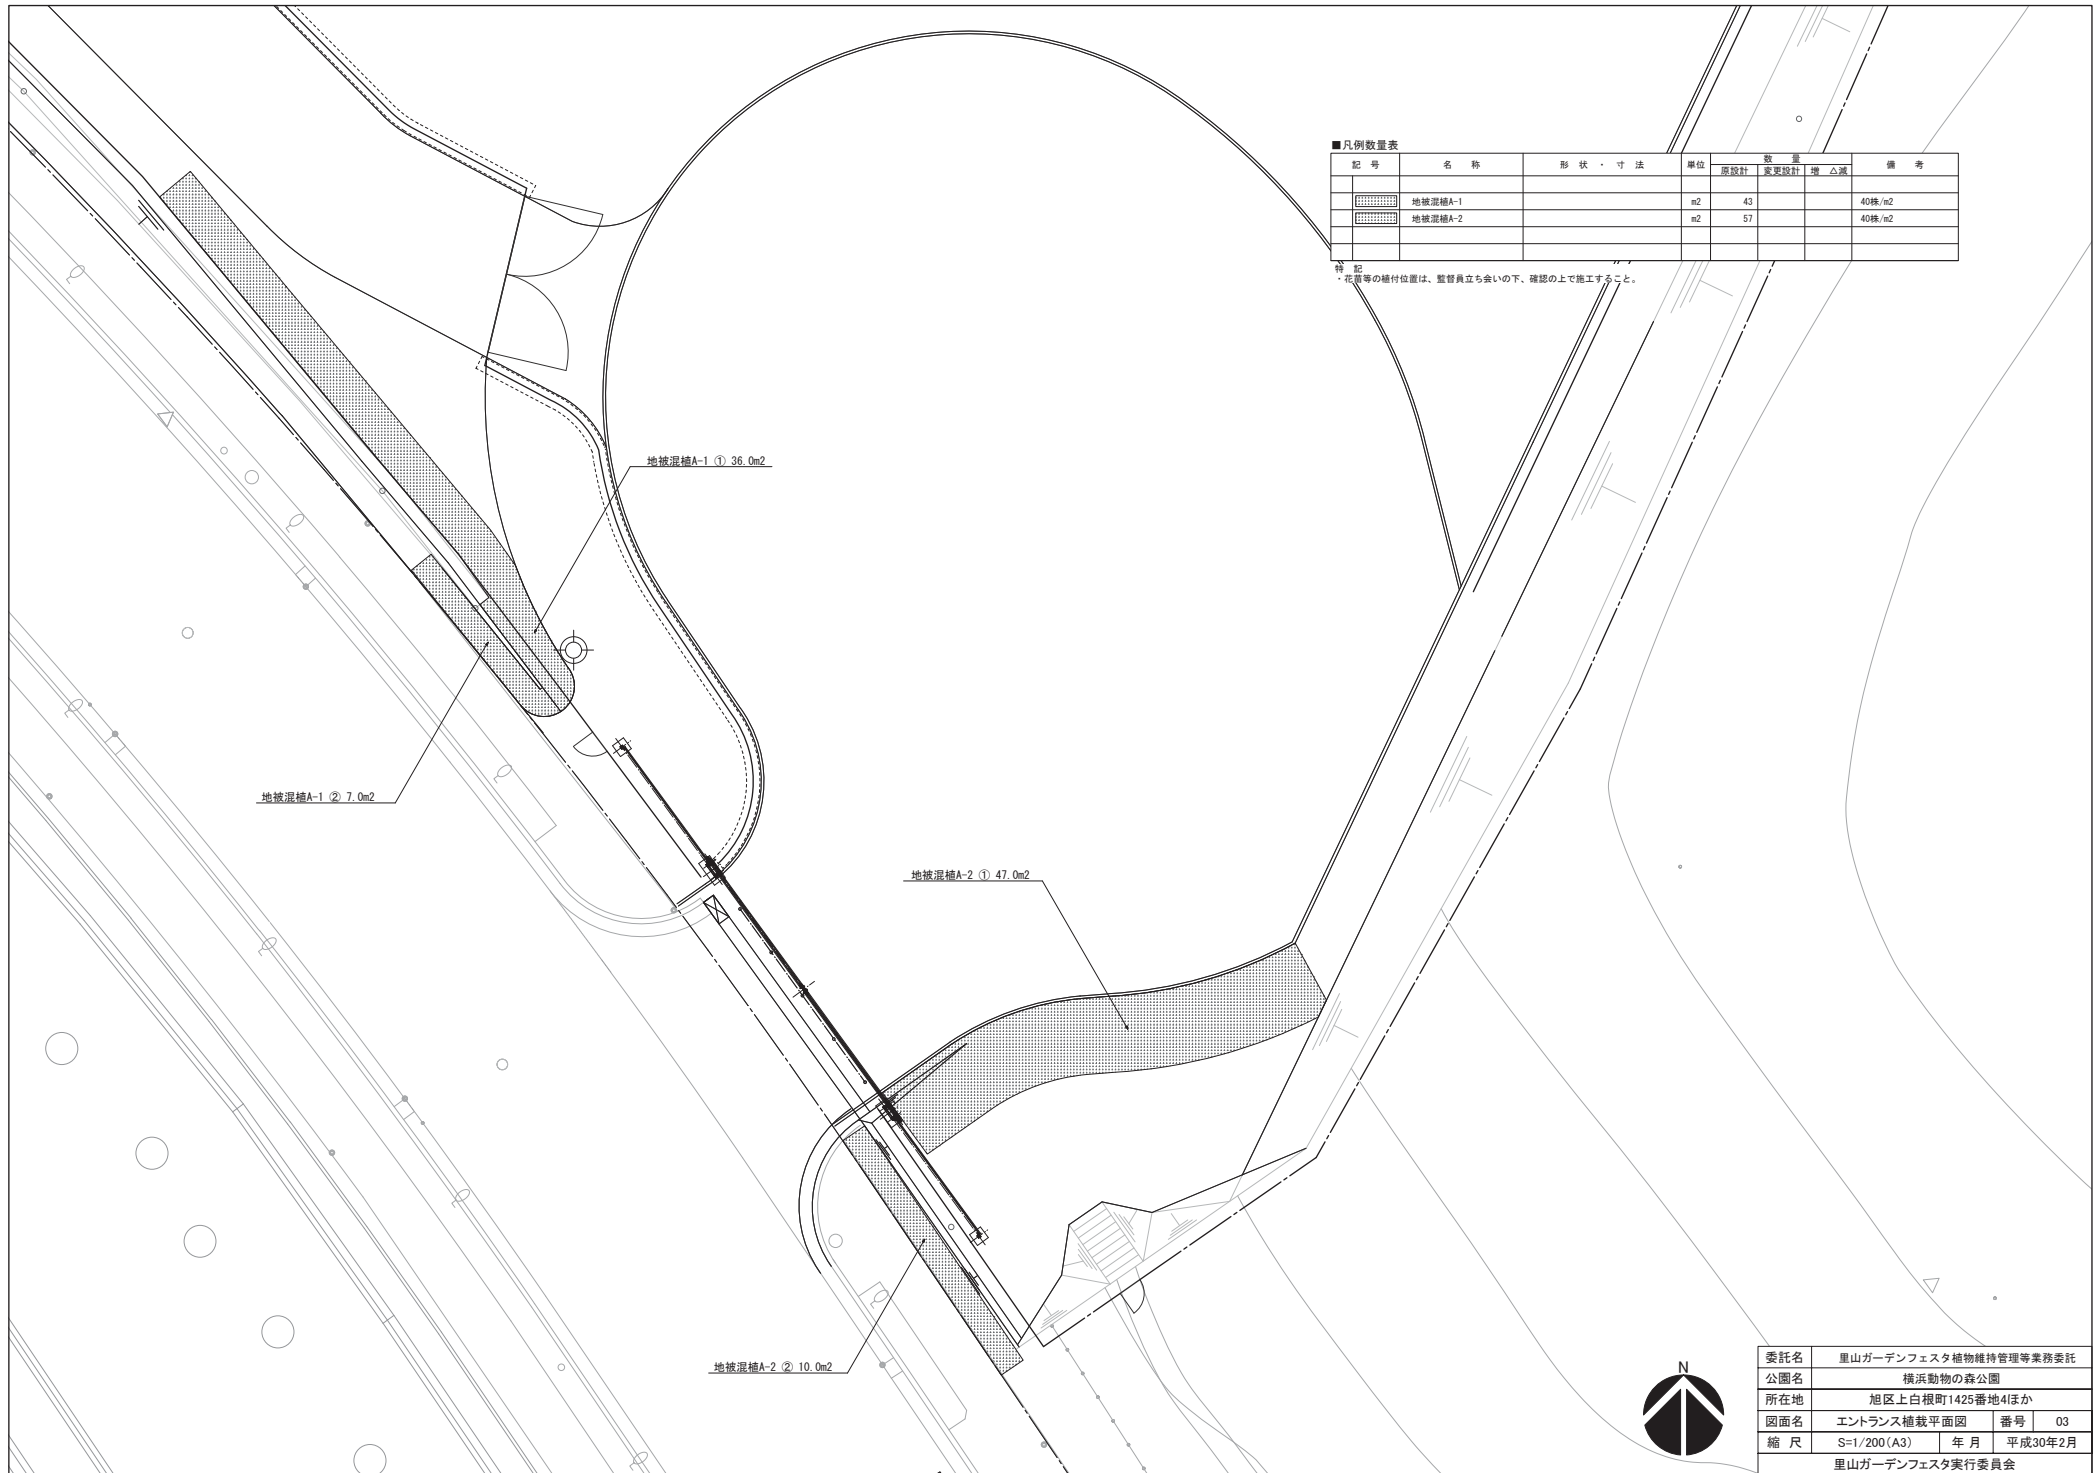 ■凡例数量表
記 号 名 称 形 状 ・ 寸 法 単位 数 量 備 考
原設計 変更設計 増 △減
地被混植A-1 m2 43 40株/m2
地被混植A-2 m2 57 40株/m2
特 記
・花苗等の植付位置は、監督員立ち会いの下、確認の上で施工すること。
地被混植A-1 ① 36.0m2
地被混植A-1 ② 7.0m2
地被混植A-2 ① 47.0m2
地被混植A-2 ② 10.0m2
N
委託名 里山ガーデンフェスタ植物維持管理等業務委託
公園名 横浜動物の森公園
所在地 旭区上白根町1425番地4ほか
図面名 エントランス植栽平面図 番号 03
縮 尺 S=1/200(A3) 年 月 平成30年2月
里山ガーデンフェスタ実行委員会